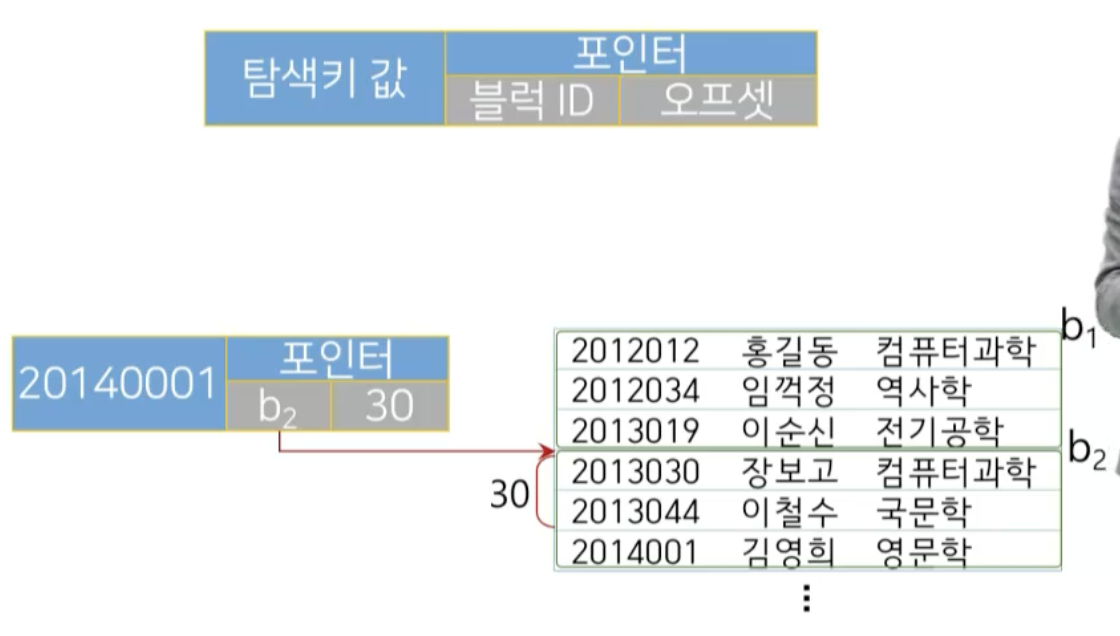 탐색키 값
포인터
블럭 ID 오프셋
20140001
포인터
b₂ 30
30
2012012 홍길동 컴퓨터과학
2012034 임꺽정 역사학
2013019 이순신 전기공학
b₁
2013030 장보고 컴퓨터과학
2013044 이철수 국문학
2014001 김영희 영문학
b₂
⋮